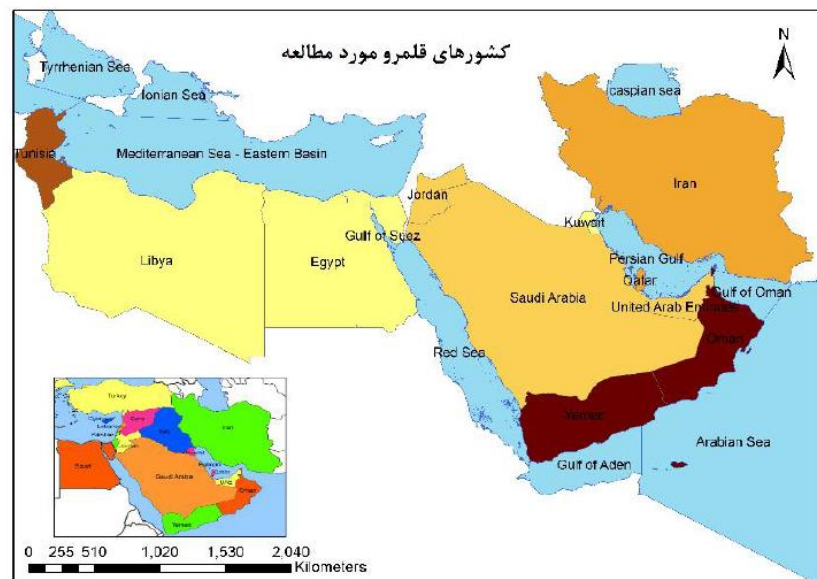 کشورهای قلمرو مورد مطالعه
N
Tyrrhenian Sea
Ionian Sea
caspian sea
Tunisia
Mediterranean Sea - Eastern Basin
Iran
Jordan
Kuwait
Gulf of Suez
Libya
Egypt
Persian Gulf
Qatar
Gulf of Oman
Saudi Arabia
United Arab Emirates
Oman
Red Sea
Yemen
Arabian Sea
Gulf of Aden
Turkey
Syria
Iraq
Iran
Egypt
Saudi Arabia
UAE
Oman
Yemen
0 255 510 1,020 1,530 2,040
Kilometers